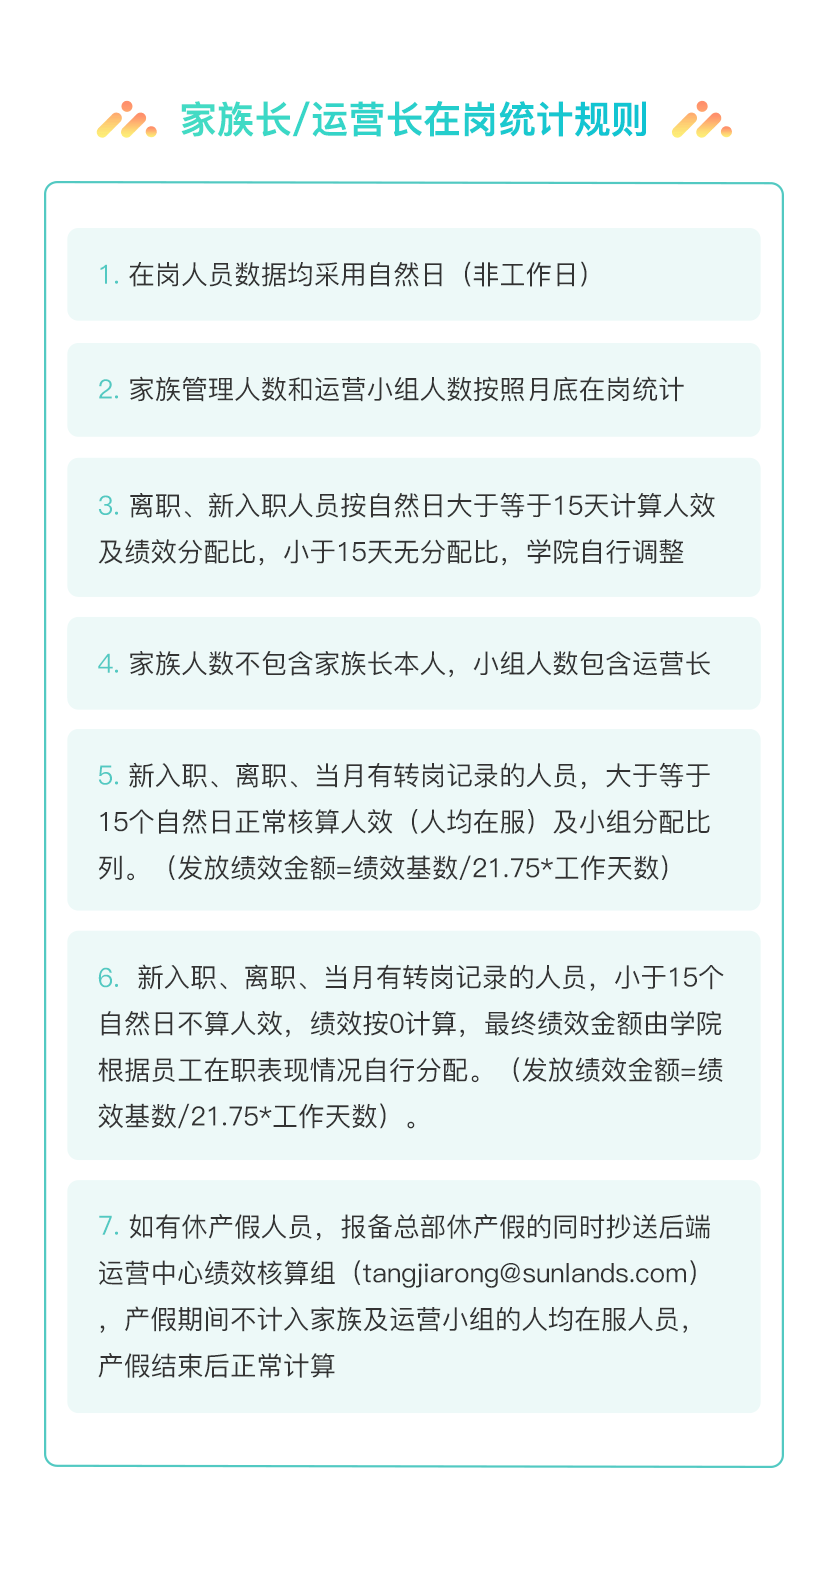 家族长/运营长在岗统计规则
1. 在岗人员数据均采用自然日（非工作日）
2. 家族管理人数和运营小组人数按照月底在岗统计
3. 离职、新入职人员按自然日大于等于15天计算人效
及绩效分配比，小于15天无分配比，学院自行调整
4. 家族人数不包含家族长本人，小组人数包含运营长
5. 新入职、离职、当月有转岗记录的人员，大于等于
15个自然日正常核算人效（人均在服）及小组分配比
列。（发放绩效金额=绩效基数/21.75*工作天数）
6. 新入职、离职、当月有转岗记录的人员，小于15个
自然日不算人效，绩效按0计算，最终绩效金额由学院
根据员工在职表现情况自行分配。（发放绩效金额=绩
效基数/21.75*工作天数）。
7. 如有休产假人员，报备总部休产假的同时抄送后端
运营中心绩效核算组（tangjiarong@sunlands.com）
，产假期间不计入家族及运营小组的人均在服人员，
产假结束后正常计算